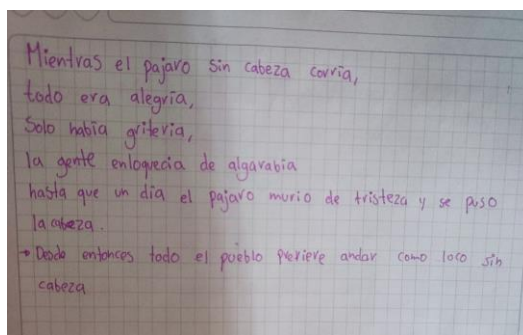 Mientras el pajaro sin cabeza corria,
todo era alegria,
Solo habia griteria,
la gente enloquecia de algarabia
hasta que un dia el pajaro murio de tristeza y se puso
la cabeza.
→ Desde entonces todo el pueblo preriere andar como loco sin
cabeza